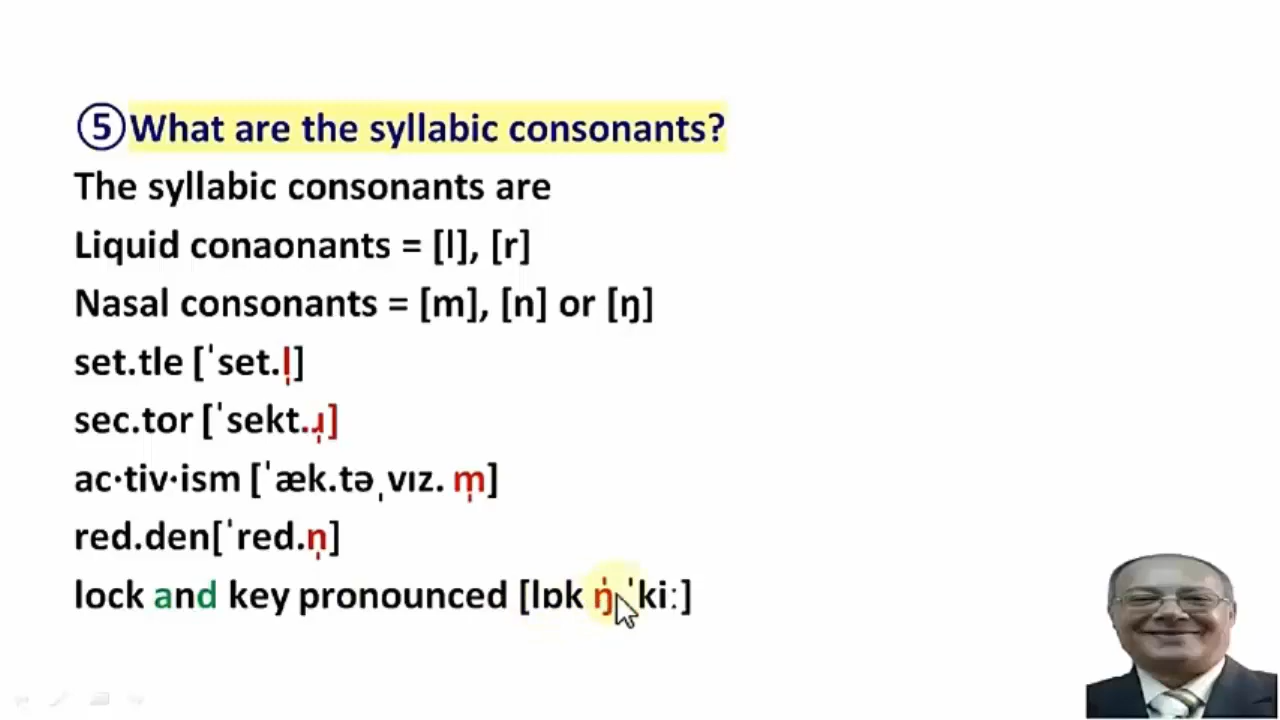 ⑤What are the syllabic consonants?
The syllabic consonants are
Liquid conaonants = [l], [r]
Nasal consonants = [m], [n] or [ŋ]
set.tle [ˈset.l̩]
sec.tor [ˈsekt.ɹ̩]
ac·tiv·ism [ˈæk.təˌvɪz. m̩]
red.den[ˈred.n̩]
lock and key pronounced [lɒk ŋ̍.ˈkiː]